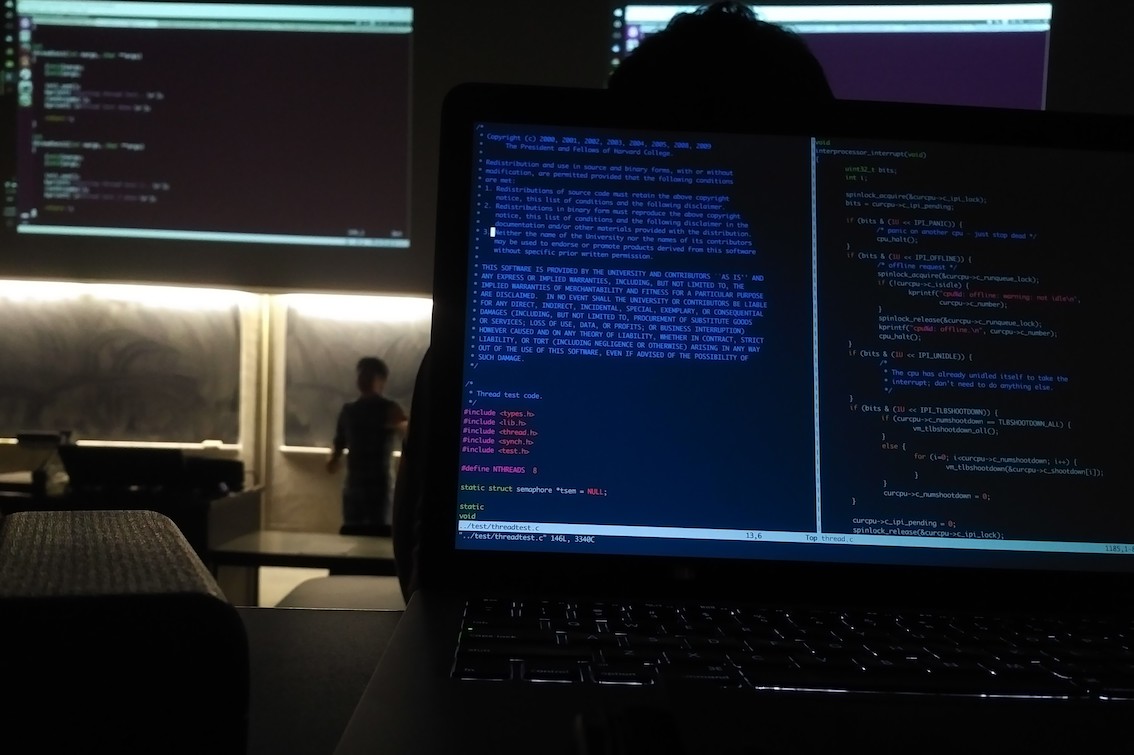 /*
 * Copyright (c) 2000, 2001, 2002, 2003, 2004, 2005, 2008, 2009
 * The President and Fellows of Harvard College.
 *
 * Redistribution and use in source and binary forms, with or without
 * modification, are permitted provided that the following conditions
 * are met:
 * 1. Redistributions of source code must retain the above copyright
 * notice, this list of conditions and the following disclaimer.
 * 2. Redistributions in binary form must reproduce the above copyright
 * notice, this list of conditions and the following disclaimer in the
 * documentation and/or other materials provided with the distribution.
 * 3. Neither the name of the University nor the names of its contributors
 * may be used to endorse or promote products derived from this software
 * without specific prior written permission.
 *
 * THIS SOFTWARE IS PROVIDED BY THE UNIVERSITY AND CONTRIBUTORS ``AS IS'' AND
 * ANY EXPRESS OR IMPLIED WARRANTIES, INCLUDING, BUT NOT LIMITED TO, THE
 * IMPLIED WARRANTIES OF MERCHANTABILITY AND FITNESS FOR A PARTICULAR PURPOSE
 * ARE DISCLAIMED. IN NO EVENT SHALL THE UNIVERSITY OR CONTRIBUTORS BE LIABLE
 * FOR ANY DIRECT, INDIRECT, INCIDENTAL, SPECIAL, EXEMPLARY, OR CONSEQUENTIAL
 * DAMAGES (INCLUDING, BUT NOT LIMITED TO, PROCUREMENT OF SUBSTITUTE GOODS
 * OR SERVICES; LOSS OF USE, DATA, OR PROFITS; OR BUSINESS INTERRUPTION)
 * HOWEVER CAUSED AND ON ANY THEORY OF LIABILITY, WHETHER IN CONTRACT, STRICT
 * LIABILITY, OR TORT (INCLUDING NEGLIGENCE OR OTHERWISE) ARISING IN ANY WAY
 * OUT OF THE USE OF THIS SOFTWARE, EVEN IF ADVISED OF THE POSSIBILITY OF
 * SUCH DAMAGE.
 */
/*
 * Thread test code.
 */
#include <types.h>
#include <lib.h>
#include <thread.h>
#include <synch.h>
#include <test.h>
#define NTHREADS 8
static struct semaphore *tsem = NULL;
static
void
../test/threadtest.c 13,6
"../test/threadtest.c" 146L, 3340C
void
interprocessor_interrupt(void)
{
uint32_t bits;
int i;
spinlock_acquire(&curcpu->c_ipi_lock);
bits = curcpu->c_ipi_pending;
if (bits & (1U << IPI_PANIC)) {
/* panic on another cpu - just stop dead */
cpu_halt();
}
if (bits & (1U << IPI_OFFLINE)) {
/* offline request */
spinlock_acquire(&curcpu->c_runqueue_lock);
if (!curcpu->c_isidle) {
kprintf("cpu%d: offline: warning: not idle\n",
curcpu->c_number);
}
spinlock_release(&curcpu->c_runqueue_lock);
kprintf("cpu%d: offline.\n", curcpu->c_number);
cpu_halt();
}
if (bits & (1U << IPI_UNIDLE)) {
/*
 * The cpu has already unidled itself to take the
 * interrupt; don't need to do anything else.
 */
}
if (bits & (1U << IPI_TLBSHOOTDOWN)) {
if (curcpu->c_numshootdown == TLBSHOOTDOWN_ALL) {
vm_tlbshootdown_all();
}
else {
for (i=0; i<curcpu->c_numshootdown; i++) {
vm_tlbshootdown(&curcpu->c_shootdown[i]);
}
}
curcpu->c_numshootdown = 0;
}
curcpu->c_ipi_pending = 0;
spinlock_release(&curcpu->c_ipi_lock);
Top thread.c